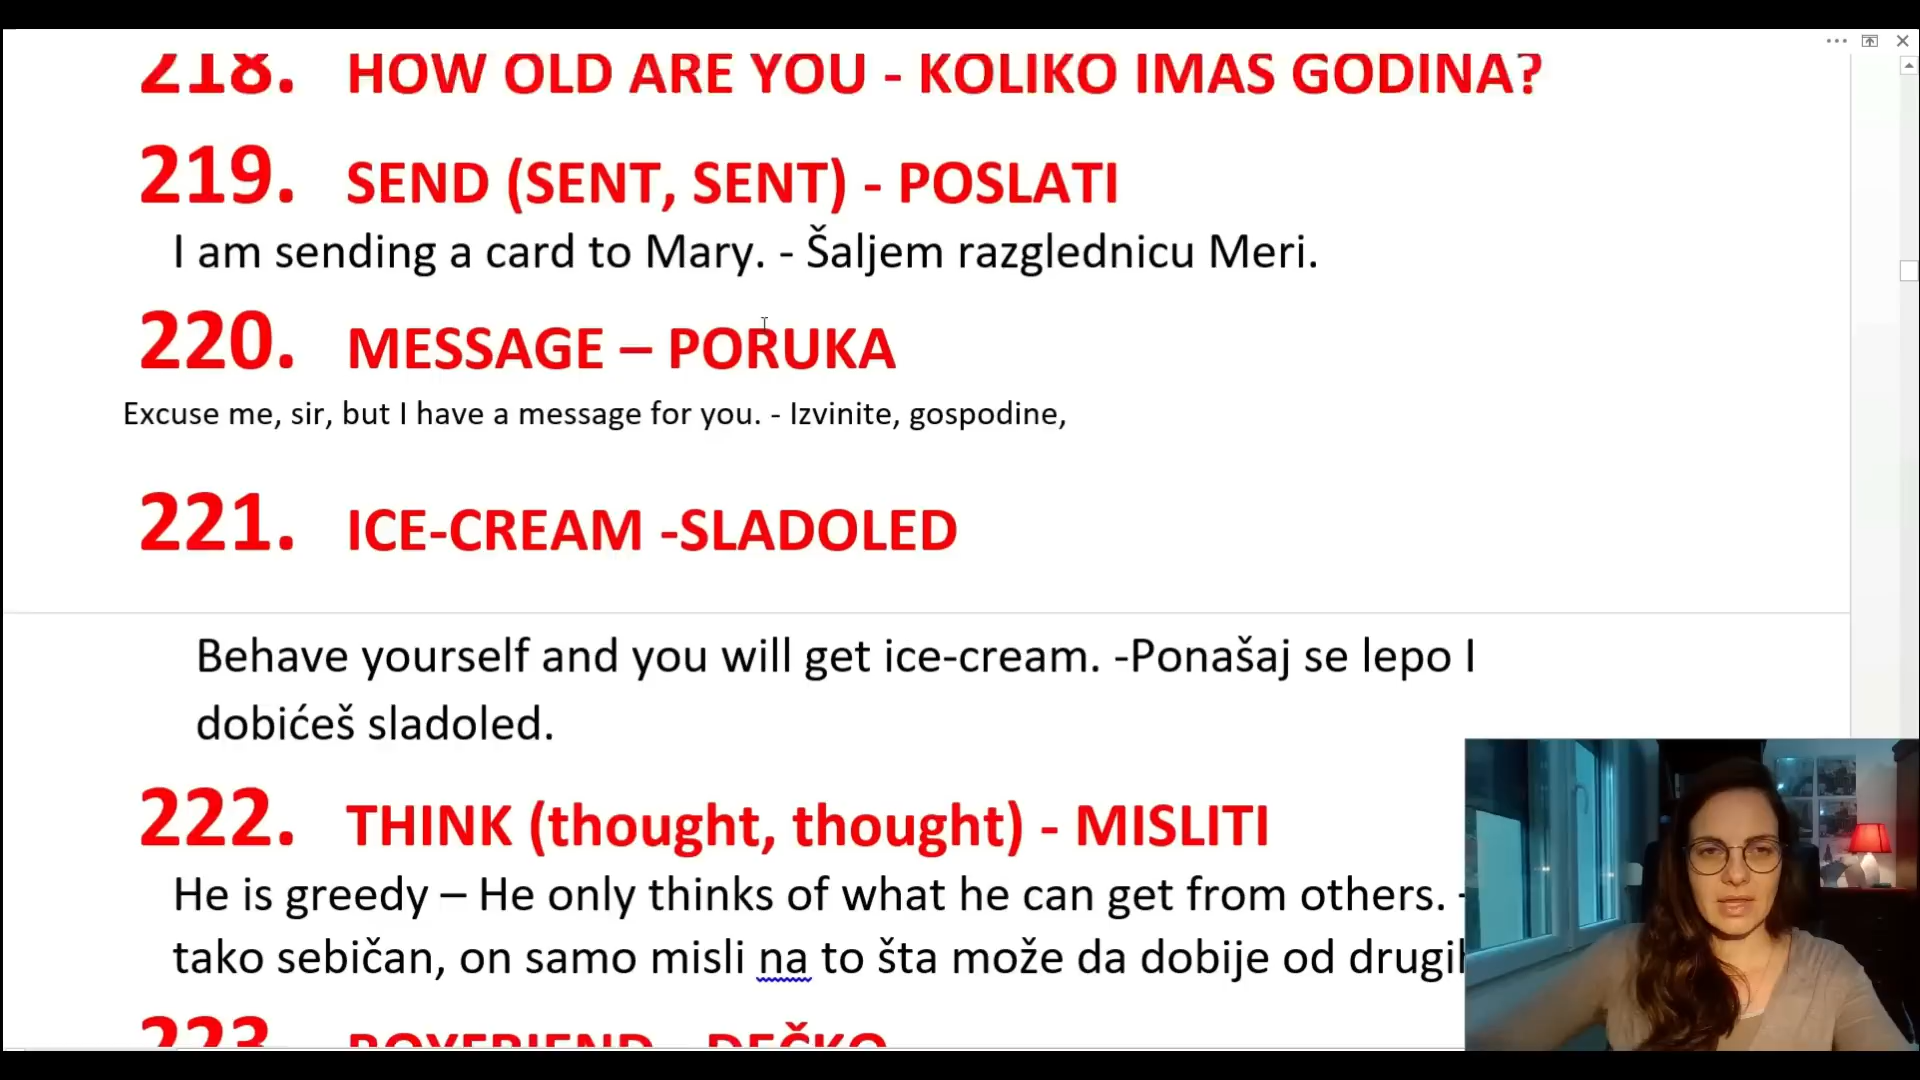 218. HOW OLD ARE YOU - KOLIKO IMAS GODINA?
219. SEND (SENT, SENT) - POSLATI
I am sending a card to Mary. - Šaljem razglednicu Meri.
220. MESSAGE – PORUKA
Excuse me, sir, but I have a message for you. - Izvinite, gospodine,
221. ICE-CREAM -SLADOLED
Behave yourself and you will get ice-cream. -Ponašaj se lepo I
dobićeš sladoled.
222. THINK (thought, thought) - MISLITI
He is greedy – He only thinks of what he can get from others. -
tako sebičan, on samo misli na to šta može da dobije od
223. BOYFRIEND - DEČKO